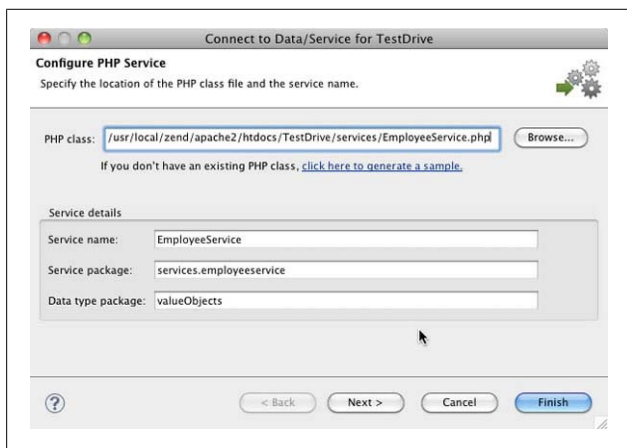 Connect to Data/Service for TestDrive
Configure PHP Service
Specify the location of the PHP class file and the service name.
PHP class: /usr/local/zend/apache2/htdocs/TestDrive/services/EmployeeService.php Browse...
If you don't have an existing PHP class, click here to generate a sample.
Service details
Service name: EmployeeService
Service package: services.employeeservice
Data type package: valueObjects
? < Back Next > Cancel Finish